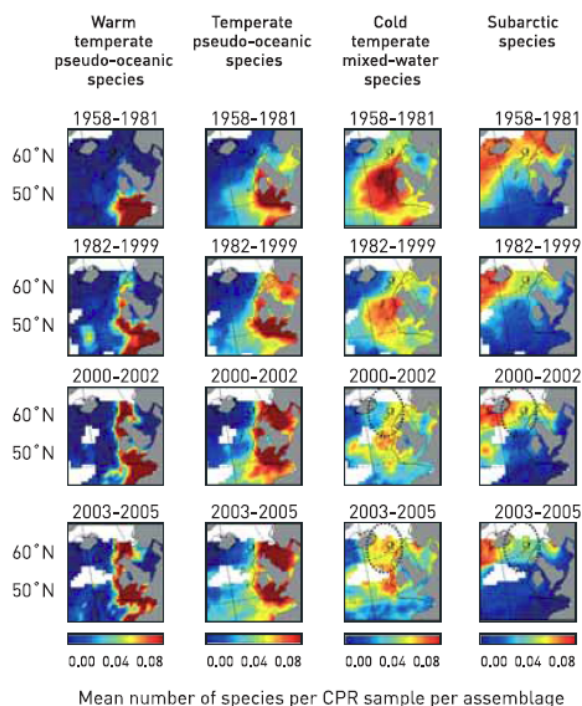 Warm temperate pseudo-oceanic species
Temperate pseudo-oceanic species
Cold temperate mixed-water species
Subarctic species
1958-1981 1958-1981 1958-1981 1958-1981
60°N
50°N
1982-1999 1982-1999 1982-1999 1982-1999
60°N
50°N
2000-2002 2000-2002 2000-2002 2000-2002
60°N
50°N
2003-2005 2003-2005 2003-2005 2003-2005
60°N
50°N
0.00 0.04 0.08 0.00 0.04 0.08 0.00 0.04 0.08 0.00 0.04 0.08
Mean number of species per CPR sample per assemblage